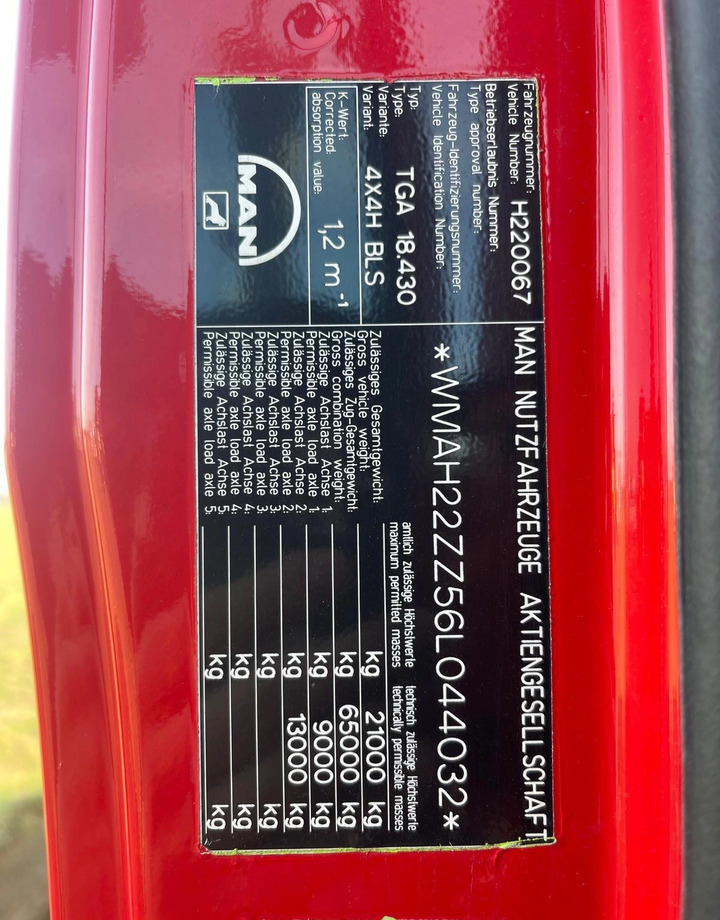 Fahrzeugnummer:
Vehicle Number: H220067
MAN NUTZFAHRZEUGE AKTIENGESELLSCHAFT
Betriebserlaubnis Nummer:
Type approval number:
Fahrzeug-Identifizierungsnummer:
Vehicle Identification Number:
*WMAH22ZZ56L044032*
Typ:
Type: TGA 18.430
Variante:
Variant: 4X4H BLS
K-Wert:
Corrected
absorption value: 1,2 m⁻¹
MAN
amtlich zulässige Höchstwerte technisch zulässige Höchstwerte
maximum permitted masses technically permissible masses
Zulässiges Gesamtgewicht:
Gross vehicle weight: kg 21000 kg
Zulässiges Zug-Gesamtgewicht:
Gross combination weight: kg 65000 kg
Zulässige Achslast Achse 1:
Permissible axle load axle 1: kg 9000 kg
Zulässige Achslast Achse 2:
Permissible axle load axle 2: kg 13000 kg
Zulässige Achslast Achse 3:
Permissible axle load axle 3: kg kg
Zulässige Achslast Achse 4:
Permissible axle load axle 4: kg kg
Zulässige Achslast Achse 5:
Permissible axle load axle 5: kg kg